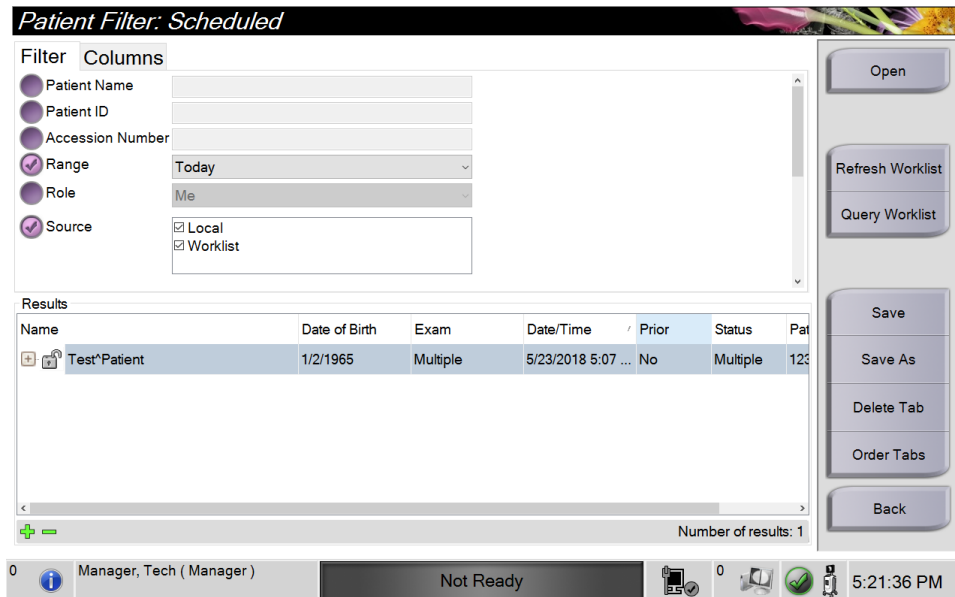 Patient Filter: Scheduled
Filter Columns
Patient Name
Patient ID
Accession Number
Range Today
Role Me
Source Local
Worklist
Open
Refresh Worklist
Query Worklist
Save
Save As
Delete Tab
Order Tabs
Back
Results
Name Date of Birth Exam Date/Time Prior Status Pat
Test^Patient 1/2/1965 Multiple 5/23/2018 5:07 ... No Multiple 123
Number of results: 1
0 Manager, Tech ( Manager ) Not Ready 0 5:21:36 PM